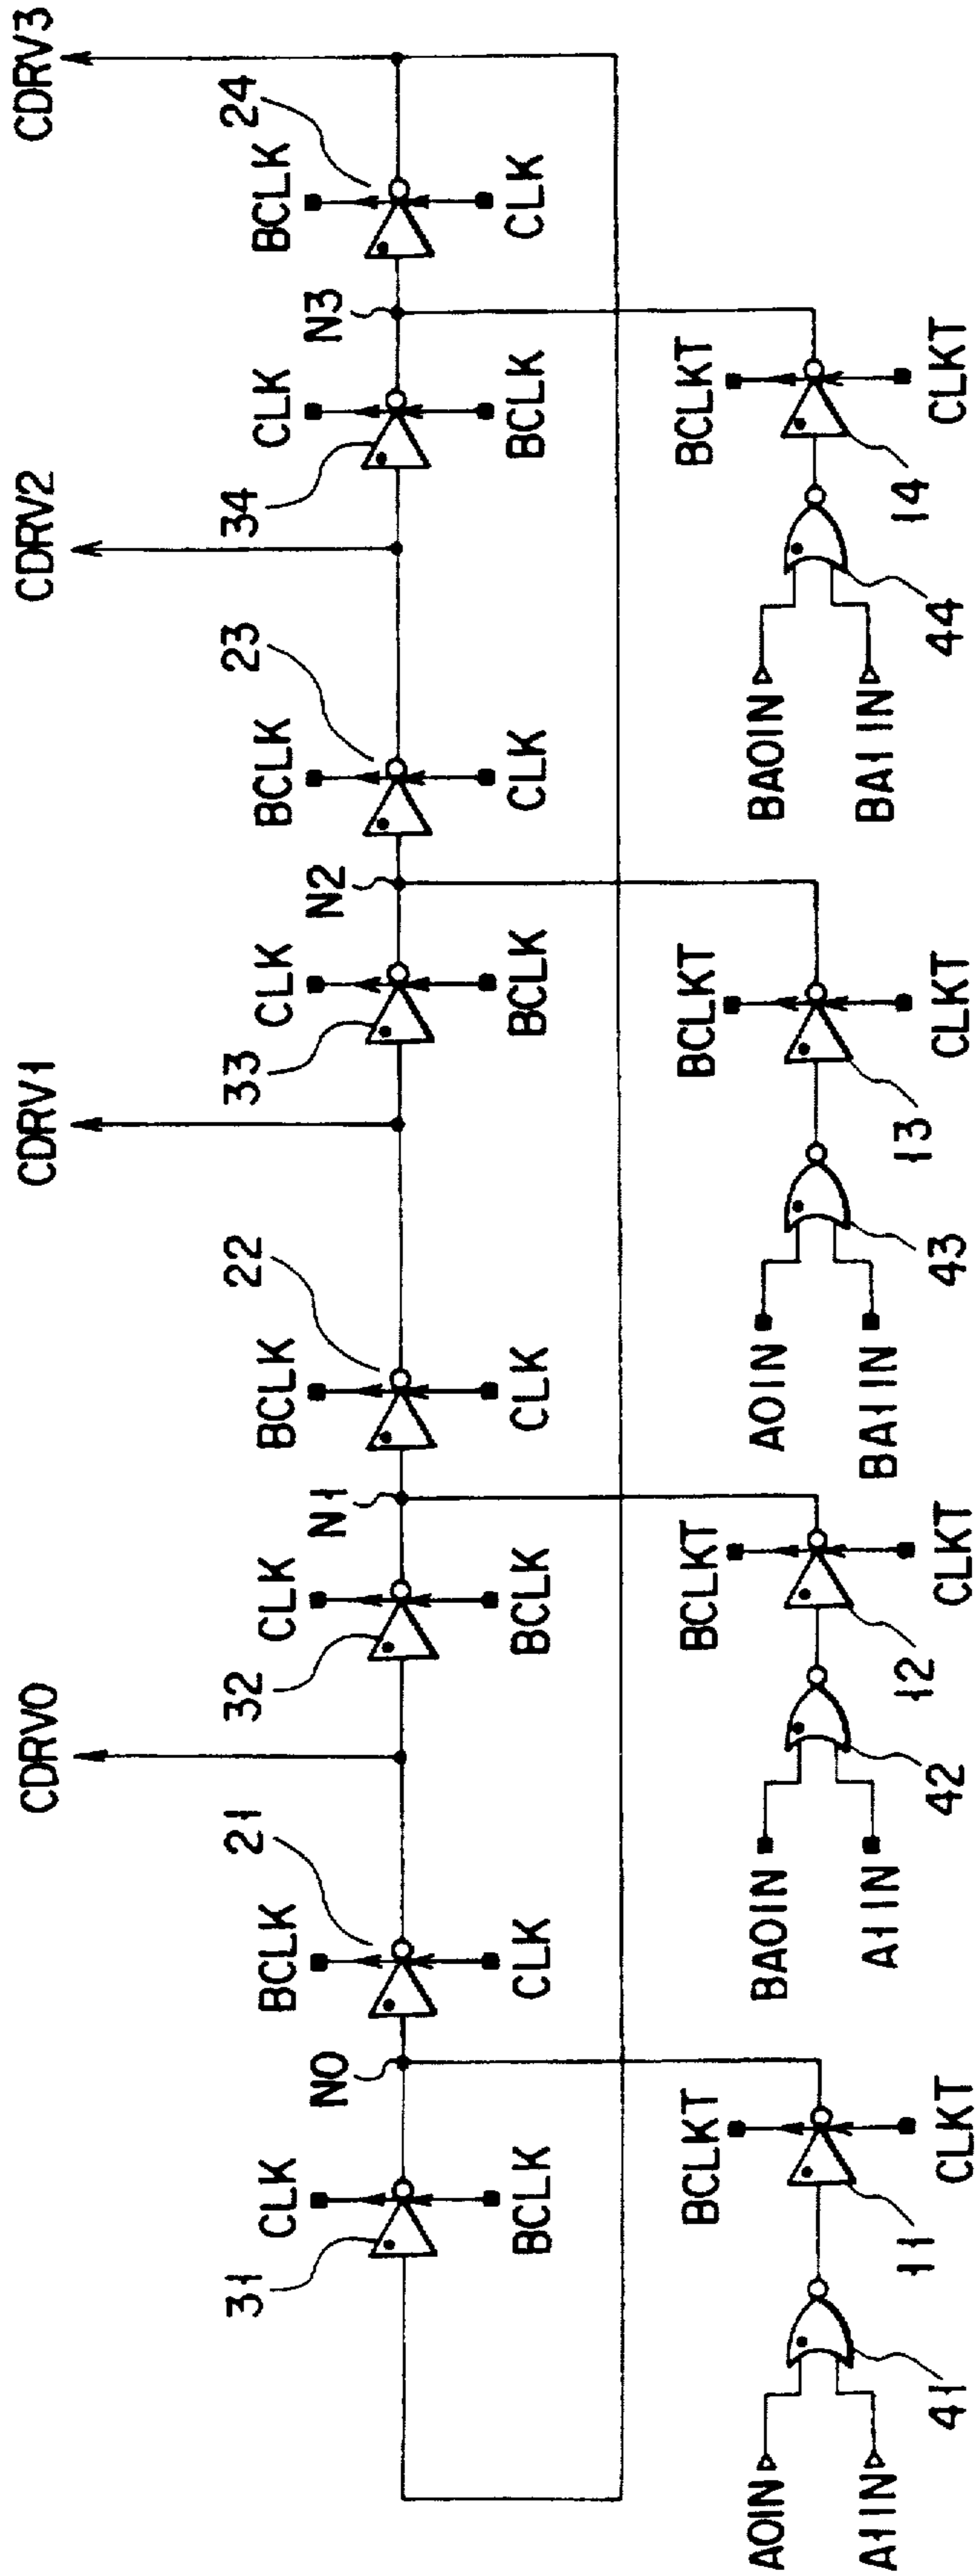 CDRV0
CDRV1
CDRV2
CDRV3
31
CLK
N0
BCLK
21
32
CLK
N1
BCLK
22
33
CLK
N2
BCLK
23
34
CLK
N3
BCLK
24
BCLK
CLK
BCLK
CLK
BCLK
CLK
BCLK
CLK
A0IN
BCLKT
BA0IN
BCLKT
A0IN
BCLKT
BA0IN
BCLKT
A1IN
41
11
CLKT
A1IN
42
12
CLKT
BA1IN
43
13
CLKT
BA1IN
44
14
CLKT